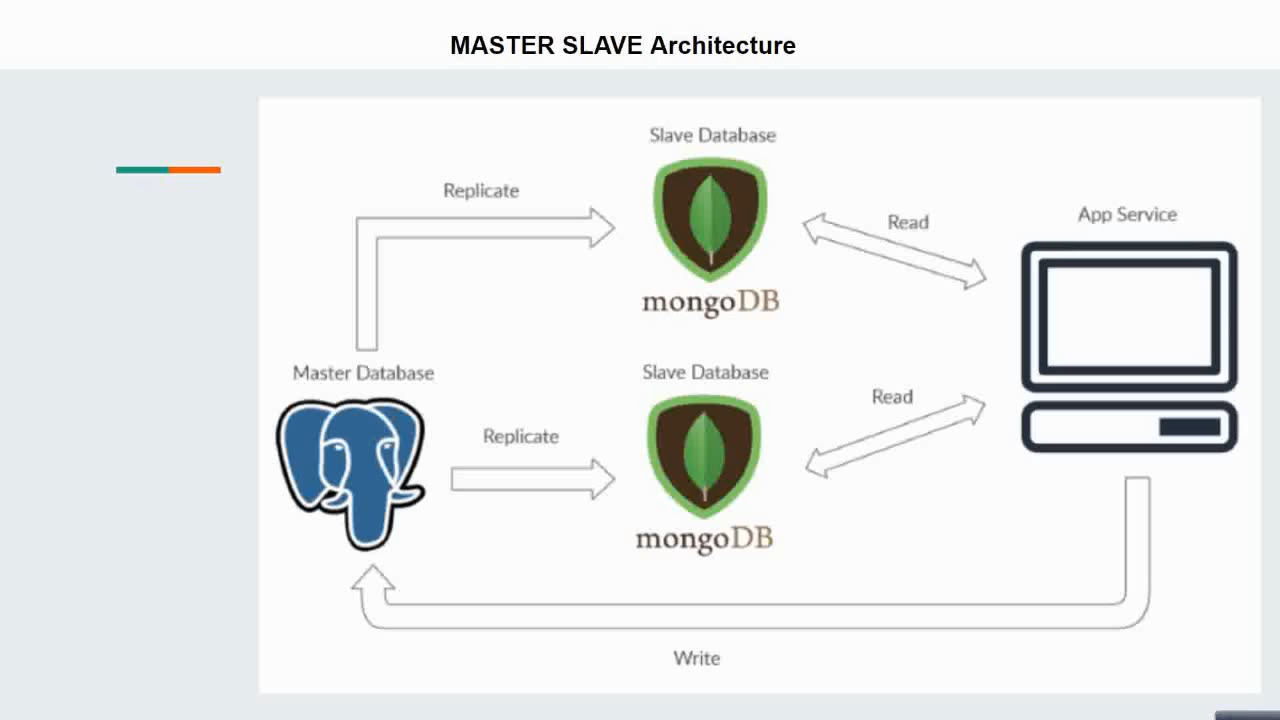 MASTER SLAVE Architecture
Slave Database
Replicate
mongoDB
Read
App Service
Master Database
Slave Database
Replicate
mongoDB
Read
Write